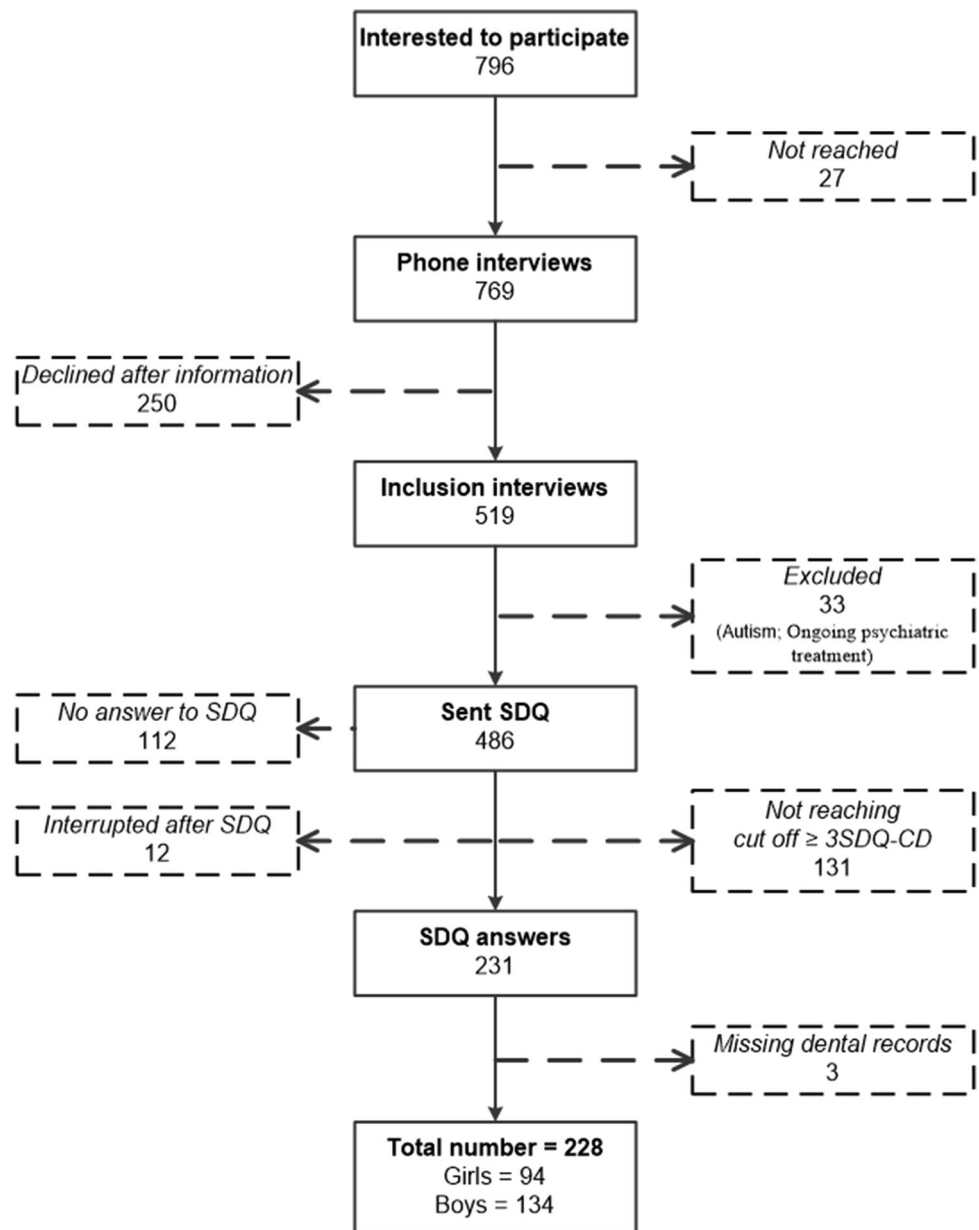 Interested to participate
796
Not reached
27
Phone interviews
769
Declined after information
250
Inclusion interviews
519
Excluded
33
(Autism; Ongoing psychiatric
treatment)
No answer to SDQ
112
Sent SDQ
486
Interrupted after SDQ
12
Not reaching
cut off ≥ 3SDQ-CD
131
SDQ answers
231
Missing dental records
3
Total number = 228
Girls = 94
Boys = 134